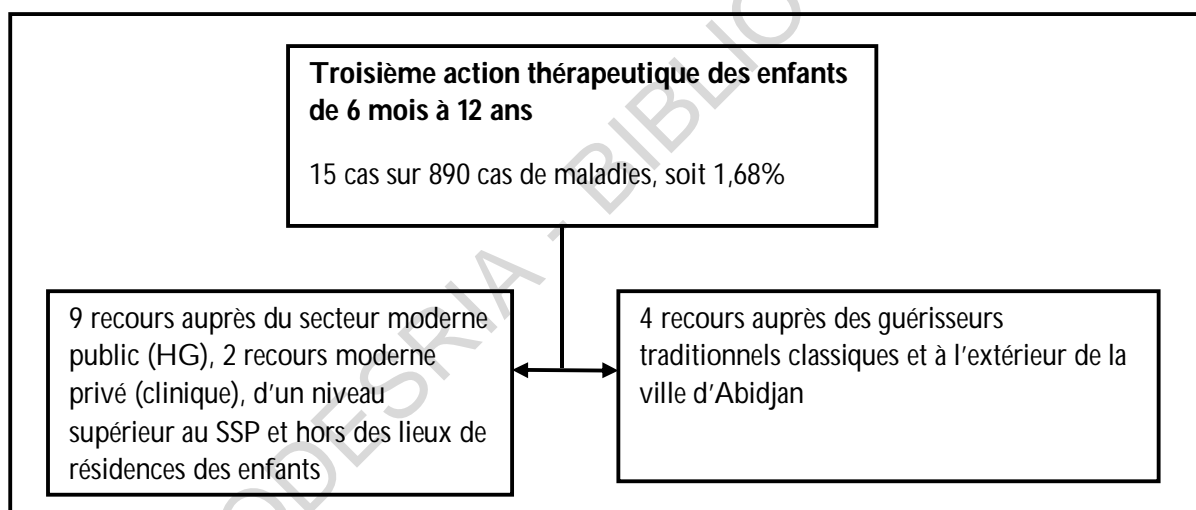 Troisième action thérapeutique des enfants
de 6 mois à 12 ans
15 cas sur 890 cas de maladies, soit 1,68%
9 recours auprès du secteur moderne
public (HG), 2 recours moderne
privé (clinique), d'un niveau
supérieur au SSP et hors des lieux de
résidences des enfants
4 recours auprès des guérisseurs
traditionnels classiques et à l'extérieur de la
ville d'Abidjan
ODESRIA - BIBLIO